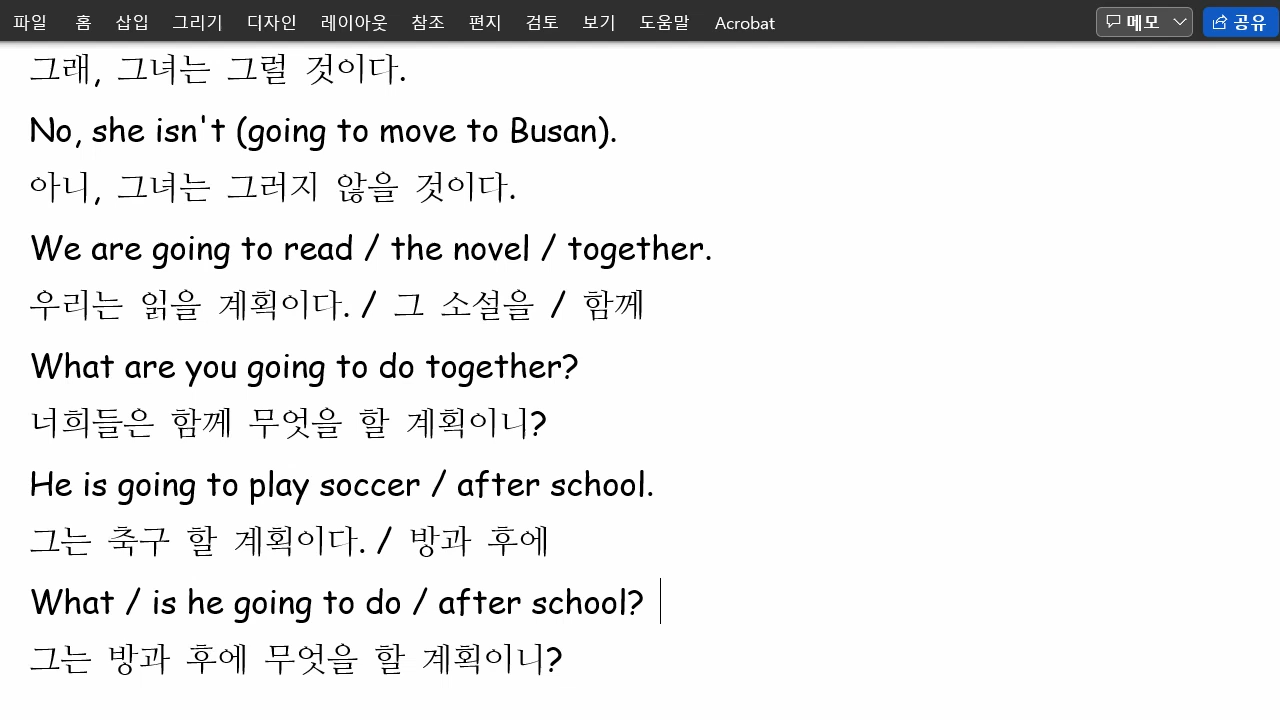 파일 홈 삽입 그리기 디자인 레이아웃 참조 편지 검토 보기 도움말 Acrobat 메모 공유
그래, 그녀는 그럴 것이다.
No, she isn't (going to move to Busan).
아니, 그녀는 그러지 않을 것이다.
We are going to read / the novel / together.
우리는 읽을 계획이다. / 그 소설을 / 함께
What are you going to do together?
너희들은 함께 무엇을 할 계획이니?
He is going to play soccer / after school.
그는 축구 할 계획이다. / 방과 후에
What / is he going to do / after school?
그는 방과 후에 무엇을 할 계획이니?